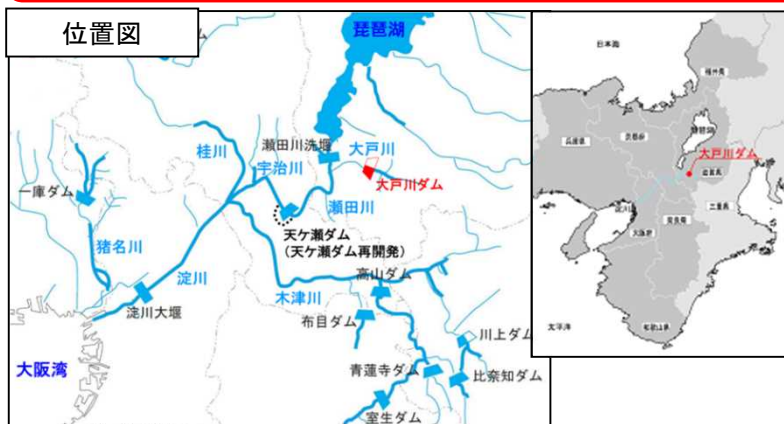 位置図
琵琶湖
ム
瀬田川洗堰
大戸川
桂川
宇治川
大戸川ダム
一庫ダム
瀬田川
天ケ瀬ダム
(天ケ瀬ダム再開発)
猪名川
淀川
高山ダム
木津川
淀川大堰
布目ダム
川上ダム
大阪湾
青蓮寺ダム
比奈知ダム
室生ダム
日本海
福井県
京都府
琵琶湖
兵庫県
大戸川ダム
滋賀県
淀川
三重県
大阪府
奈良県
太平洋
和歌山県